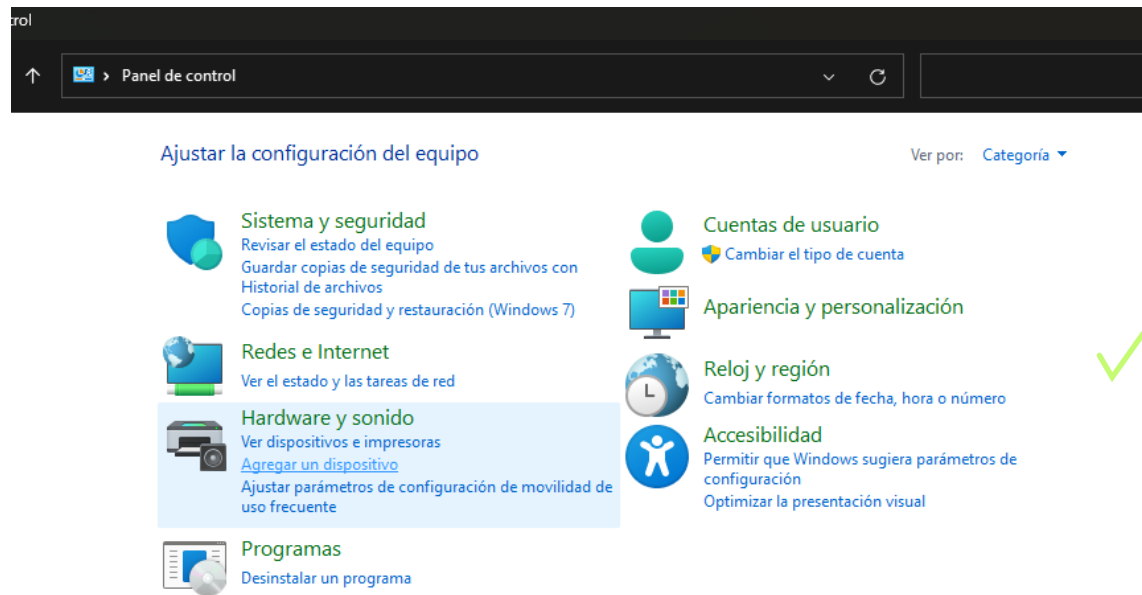 Panel de control
Ajustar la configuración del equipo
Ver por: Categoría
Sistema y seguridad
Revisar el estado del equipo
Guardar copias de seguridad de tus archivos con
Historial de archivos
Copias de seguridad y restauración (Windows 7)
Redes e Internet
Ver el estado y las tareas de red
Hardware y sonido
Ver dispositivos e impresoras
Agregar un dispositivo
Ajustar parámetros de configuración de movilidad de
uso frecuente
Programas
Desinstalar un programa
Cuentas de usuario
Cambiar el tipo de cuenta
Apariencia y personalización
Reloj y región
Cambiar formatos de fecha, hora o número
Accesibilidad
Permitir que Windows sugiera parámetros de
configuración
Optimizar la presentación visual